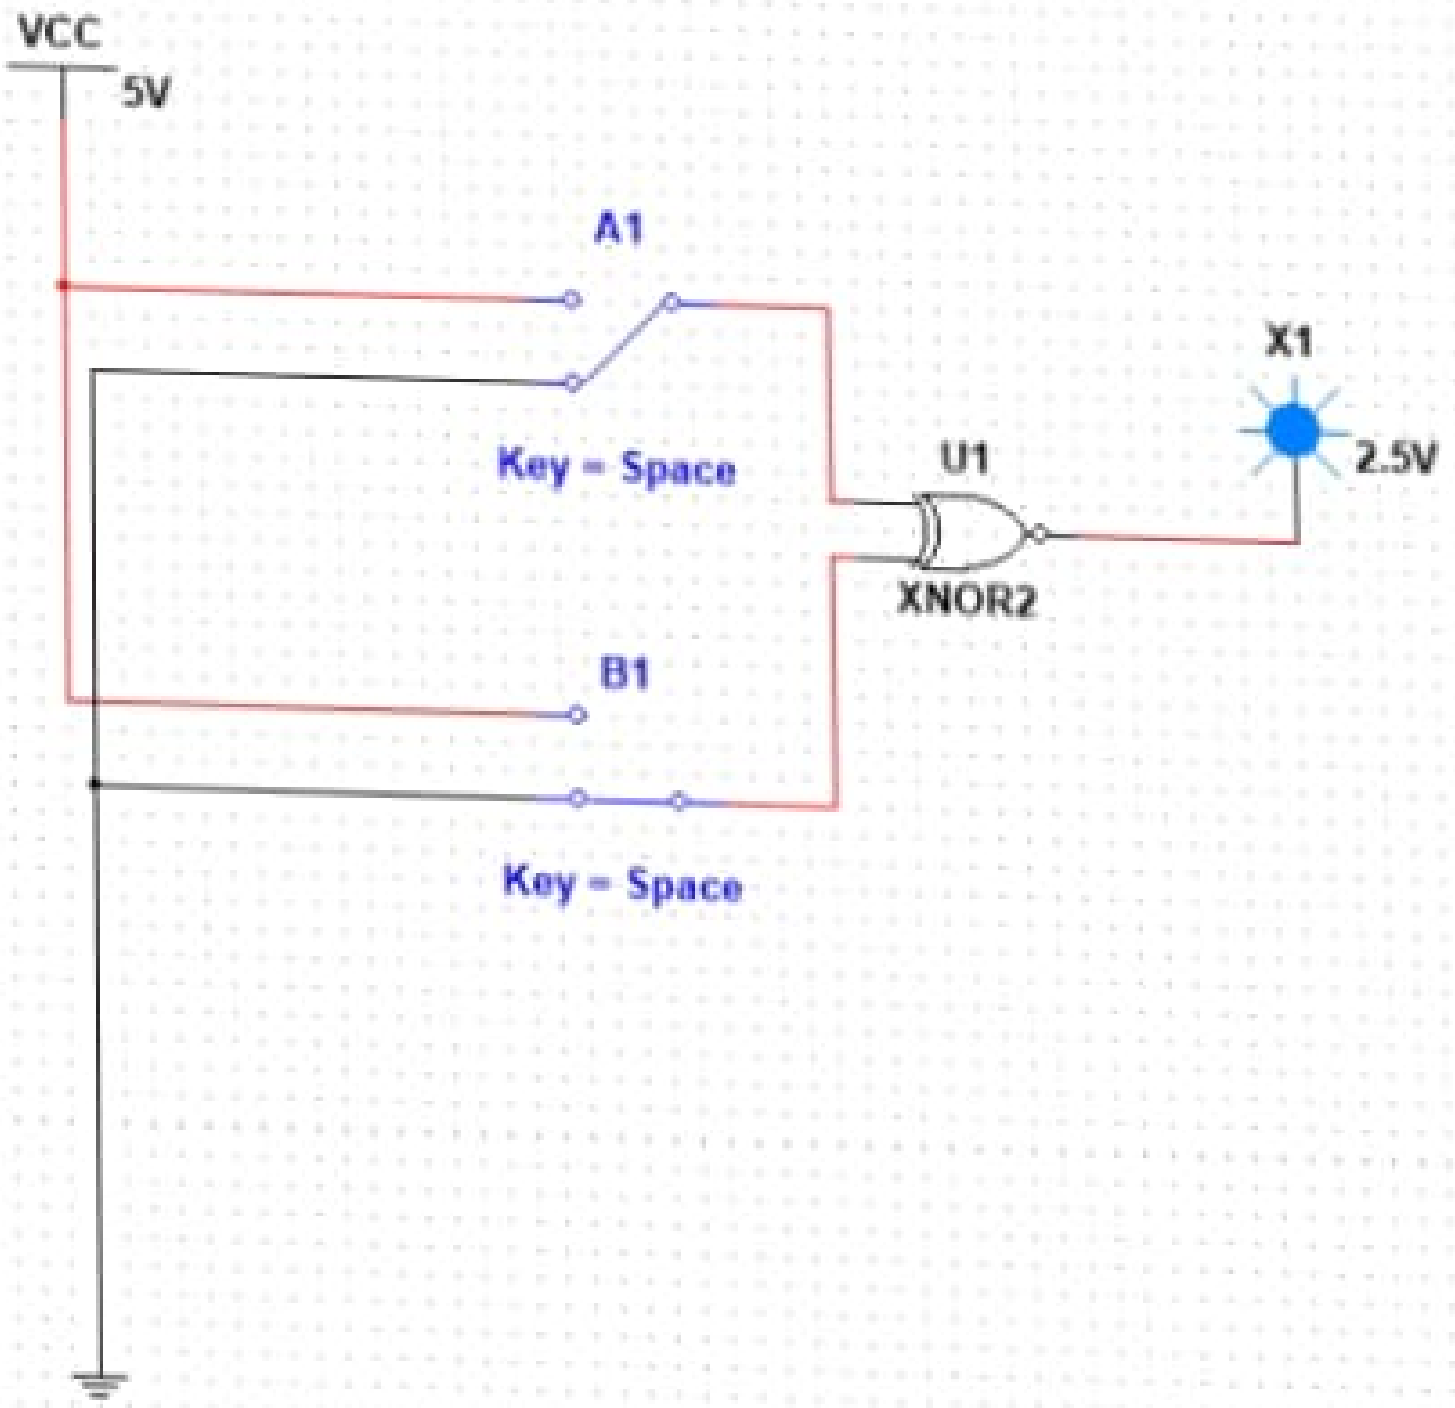 VCC
5V
A1
Key = Space
X1
2.5V
U1
XNOR2
B1
Key = Space